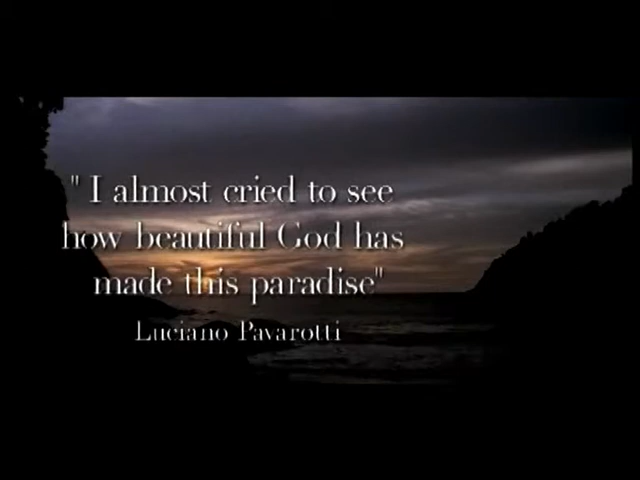 " I almost cried to see
how beautiful God has
made this paradise"
Luciano Pavarotti